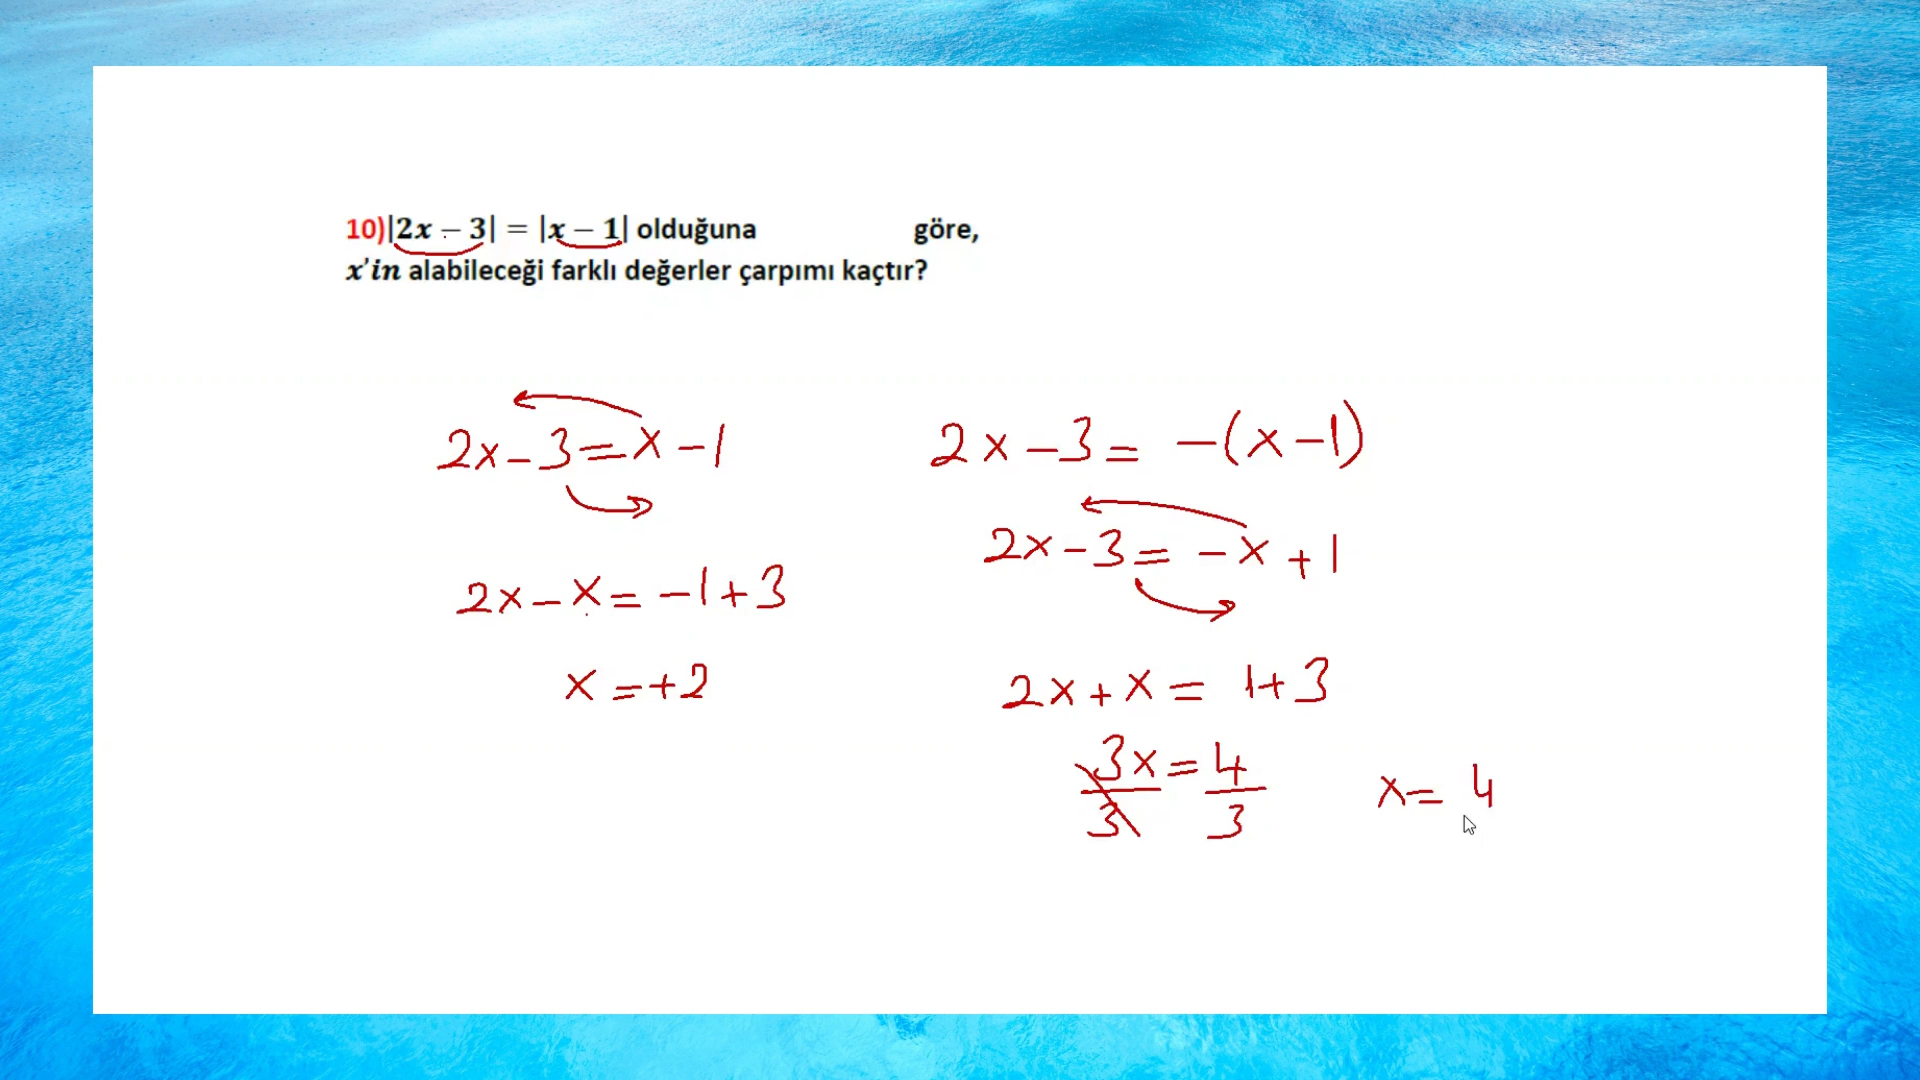 10)|2x − 3| = |x − 1| olduğuna göre,
x'in alabileceği farklı değerler çarpımı kaçtır?
2x − 3 = x − 1
2x − x = −1 + 3
x = +2
2x − 3 = −(x − 1)
2x − 3 = −x + 1
2x + x = 1 + 3
3x/3 = 4/3
x = 4